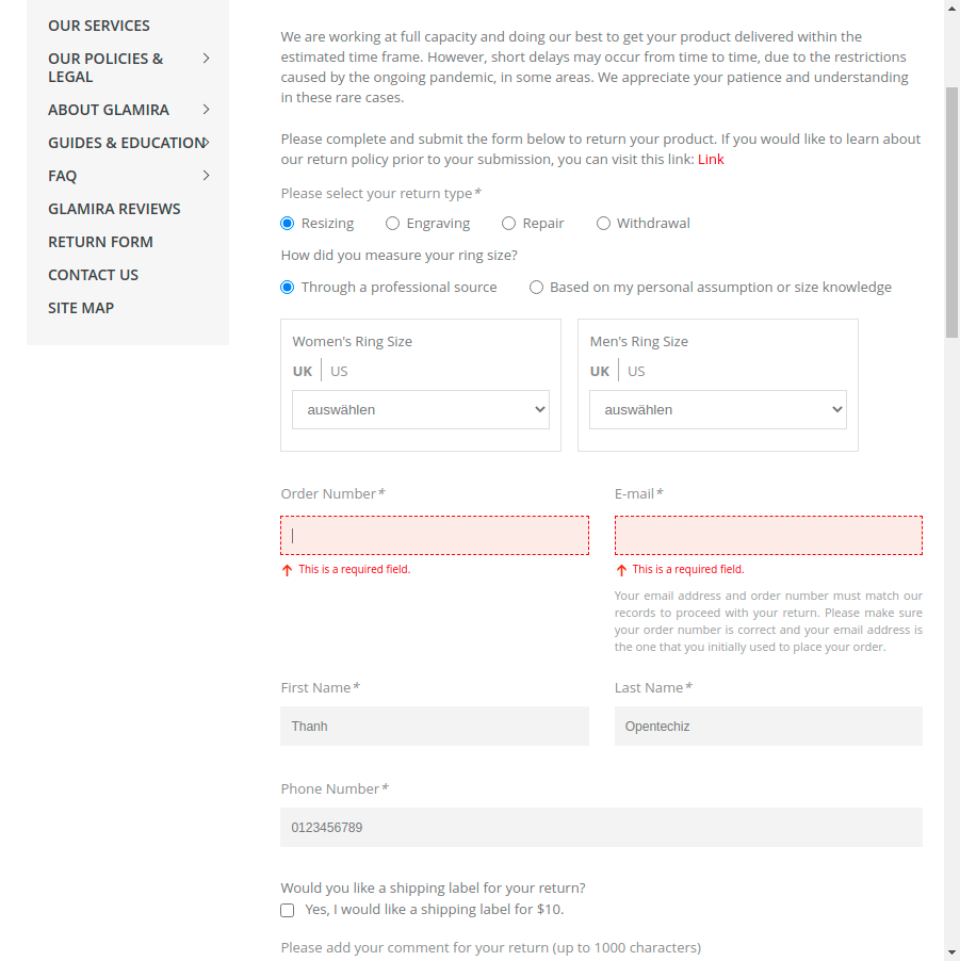 OUR SERVICES
OUR POLICIES &
LEGAL
ABOUT GLAMIRA
GUIDES & EDUCATION
FAQ
GLAMIRA REVIEWS
RETURN FORM
CONTACT US
SITE MAP
We are working at full capacity and doing our best to get your product delivered within the
estimated time frame. However, short delays may occur from time to time, due to the restrictions
caused by the ongoing pandemic, in some areas. We appreciate your patience and understanding
in these rare cases.
Please complete and submit the form below to return your product. If you would like to learn about
our return policy prior to your submission, you can visit this link: Link
Please select your return type*
Resizing Engraving Repair Withdrawal
How did you measure your ring size?
Through a professional source Based on my personal assumption or size knowledge
Women's Ring Size
UK US
auswählen
Men's Ring Size
UK US
auswählen
Order Number*
This is a required field.
E-mail*
This is a required field.
Your email address and order number must match our
records to proceed with your return. Please make sure
your order number is correct and your email address is
the one that you initially used to place your order.
First Name*
Thanh
Last Name*
Opentechiz
Phone Number*
0123456789
Would you like a shipping label for your return?
Yes, I would like a shipping label for $10.
Please add your comment for your return (up to 1000 characters)